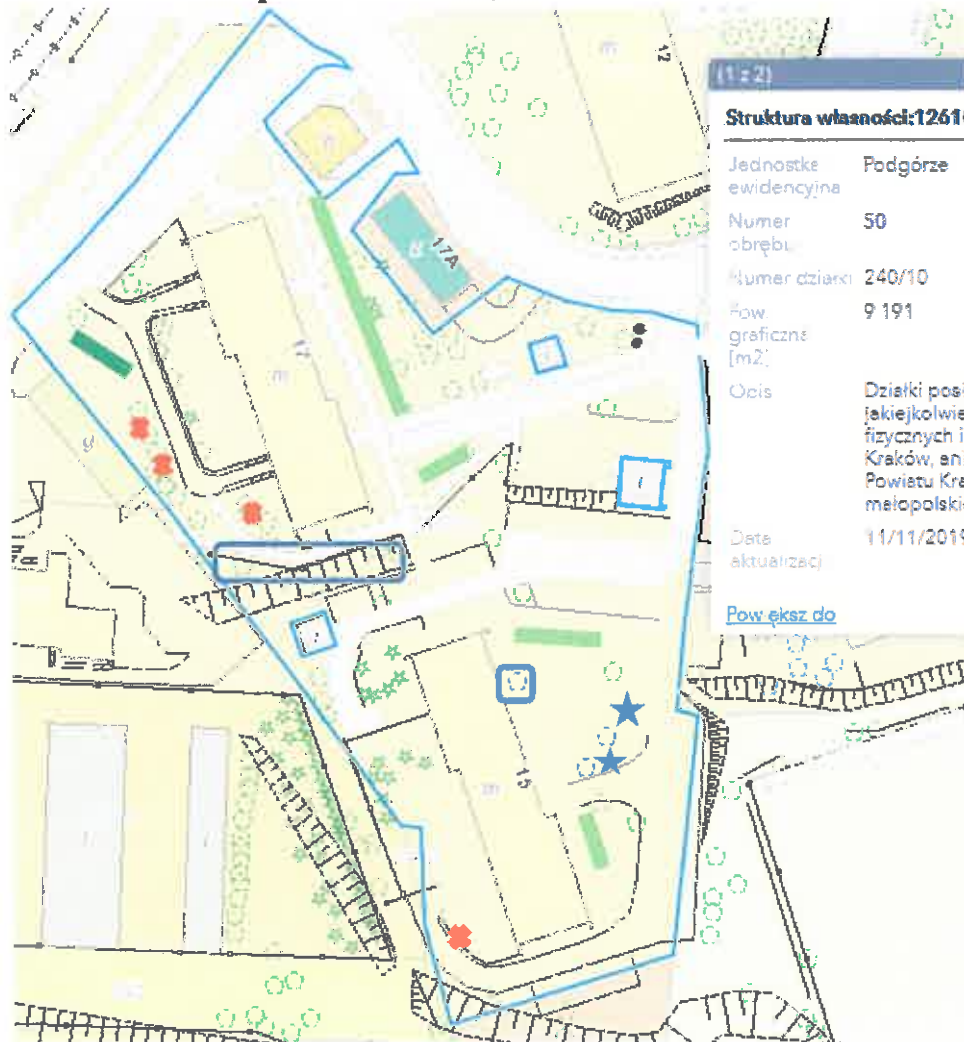 (1 z 2)
Struktura własności:1261
Jednostka ewidencyjna Podgórze
Numer obrębu 50
Numer działki 240/10
Pow. graficzna [m2] 9 191
Opis Działki posi
jakiejkolwie
fizycznych i
Kraków, an
Powiatu Kra
małopolski
Data aktualizacji 11/11/2019
Powiększ do
12
m
17A
17
m
g
15
m